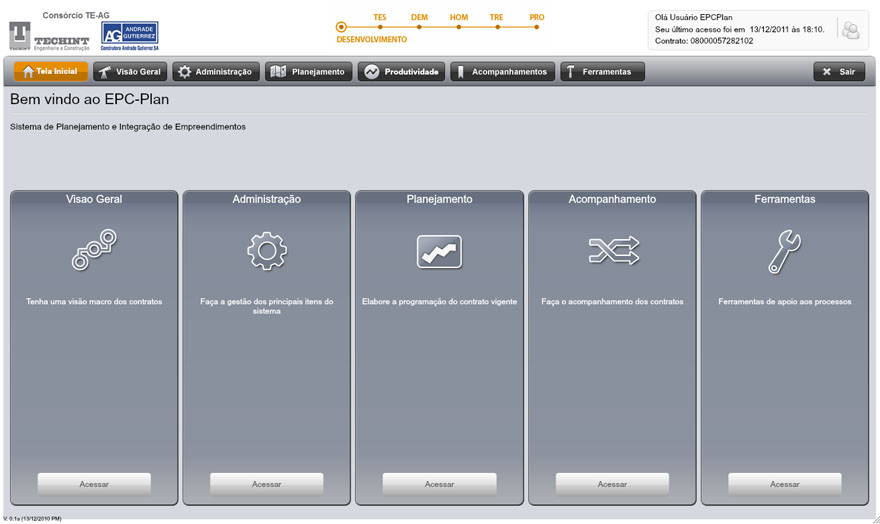 Consórcio TE-AG
TECHINT
Engenharia e Construção
AG
ANDRADE
GUTIERREZ
Construtora Andrade Gutierrez SA
TES DEM HOM TRE PRO
DESENVOLVIMENTO
Olá Usuário EPCPlan
Seu último acesso foi em 13/12/2011 às 18:10.
Contrato: 08000057282102
Tela Inicial Visão Geral Administração Planejamento Produtividade Acompanhamentos Ferramentas Sair
Bem vindo ao EPC-Plan
Sistema de Planejamento e Integração de Empreendimentos
Visao Geral
Tenha uma visão macro dos contratos
Acessar
Administração
Faça a gestão dos principais itens do
sistema
Acessar
Planejamento
Elabore a programação do contrato vigente
Acessar
Acompanhamento
Faça o acompanhamento dos contratos
Acessar
Ferramentas
Ferramentas de apoio aos processos
Acessar
V. 0.1a (13/12/2010 PM)